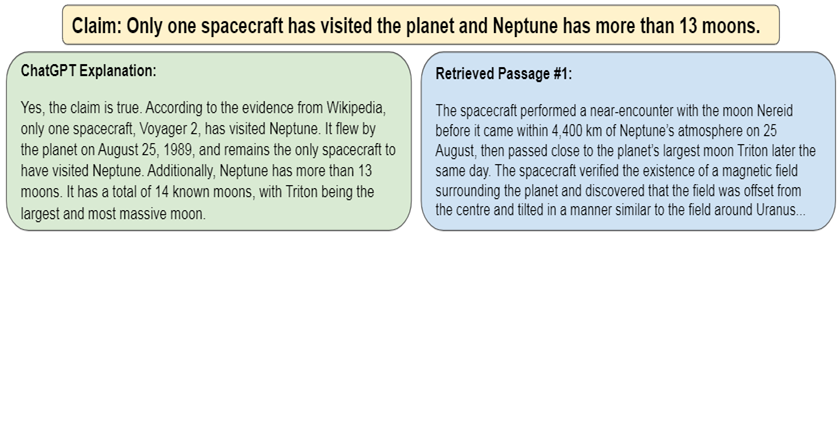 Claim: Only one spacecraft has visited the planet and Neptune has more than 13 moons.
ChatGPT Explanation:
Yes, the claim is true. According to the evidence from Wikipedia,
only one spacecraft, Voyager 2, has visited Neptune. It flew by
the planet on August 25, 1989, and remains the only spacecraft to
have visited Neptune. Additionally, Neptune has more than 13
moons. It has a total of 14 known moons, with Triton being the
largest and most massive moon.
Retrieved Passage #1:
The spacecraft performed a near-encounter with the moon Nereid
before it came within 4,400 km of Neptune's atmosphere on 25
August, then passed close to the planet's largest moon Triton later the
same day. The spacecraft verified the existence of a magnetic field
surrounding the planet and discovered that the field was offset from
the centre and tilted in a manner similar to the field around Uranus...